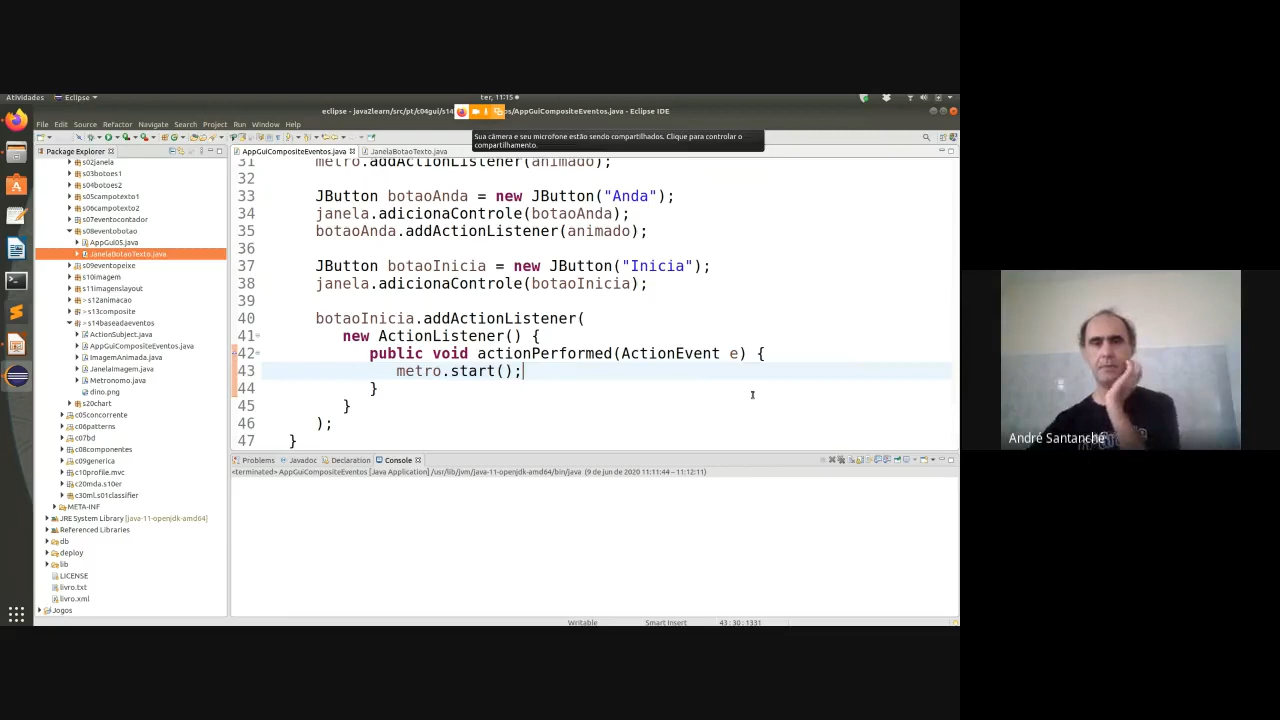 Atividades
Eclipse
ter, 11:15
eclipse - java2learn/src/pt/c04gui/s14
os/AppGuiCompositeEventos.java - Eclipse IDE
File Edit Source Refactor Navigate Search Project Run Window Help
Sua câmera e seu microfone estão sendo compartilhados. Clique para controlar o
compartilhamento.
Package Explorer
s02janela
s03botoes1
s04botoes2
s05campotexto1
s06campotexto2
s07eventocontador
s08eventobotao
AppGui05.java
JanelaBotaoTexto.java
s09eventopeixe
s10imagem
s11imagenslayout
> s12animacao
> s13composite
> s14baseadaeventos
ActionSubject.java
AppGuiCompositeEventos.java
ImagemAnimada.java
JanelaImagem.java
Metronomo.java
dino.png
s20chart
c05concorrente
c06patterns
c07bd
c08componentes
c09generica
c10profile.mvc
c20mda.s10er
c30ml.s01classifier
META-INF
JRE System Library [java-11-openjdk-amd64]
Referenced Libraries
db
deploy
lib
LICENSE
livro.txt
livro.xml
Jogos
AppGuiCompositeEventos.java
JanelaBotaoTexto.java
31 metro.addActionListener(animado);
32
33 JButton botaoAnda = new JButton("Anda");
34 janela.adicionaControle(botaoAnda);
35 botaoAnda.addActionListener(animado);
36
37 JButton botaoInicia = new JButton("Inicia");
38 janela.adicionaControle(botaoInicia);
39
40 botaoInicia.addActionListener(
41 new ActionListener() {
42 public void actionPerformed(ActionEvent e) {
43 metro.start();
44 }
45 }
46 );
47 }
Problems Javadoc Declaration Console
<terminated> AppGuiCompositeEventos [Java Application] /usr/lib/jvm/java-11-openjdk-amd64/bin/java (9 de jun de 2020 11:11:44 – 11:12:11)
Writable
Smart Insert
43 : 30 : 1331
André Santanchè